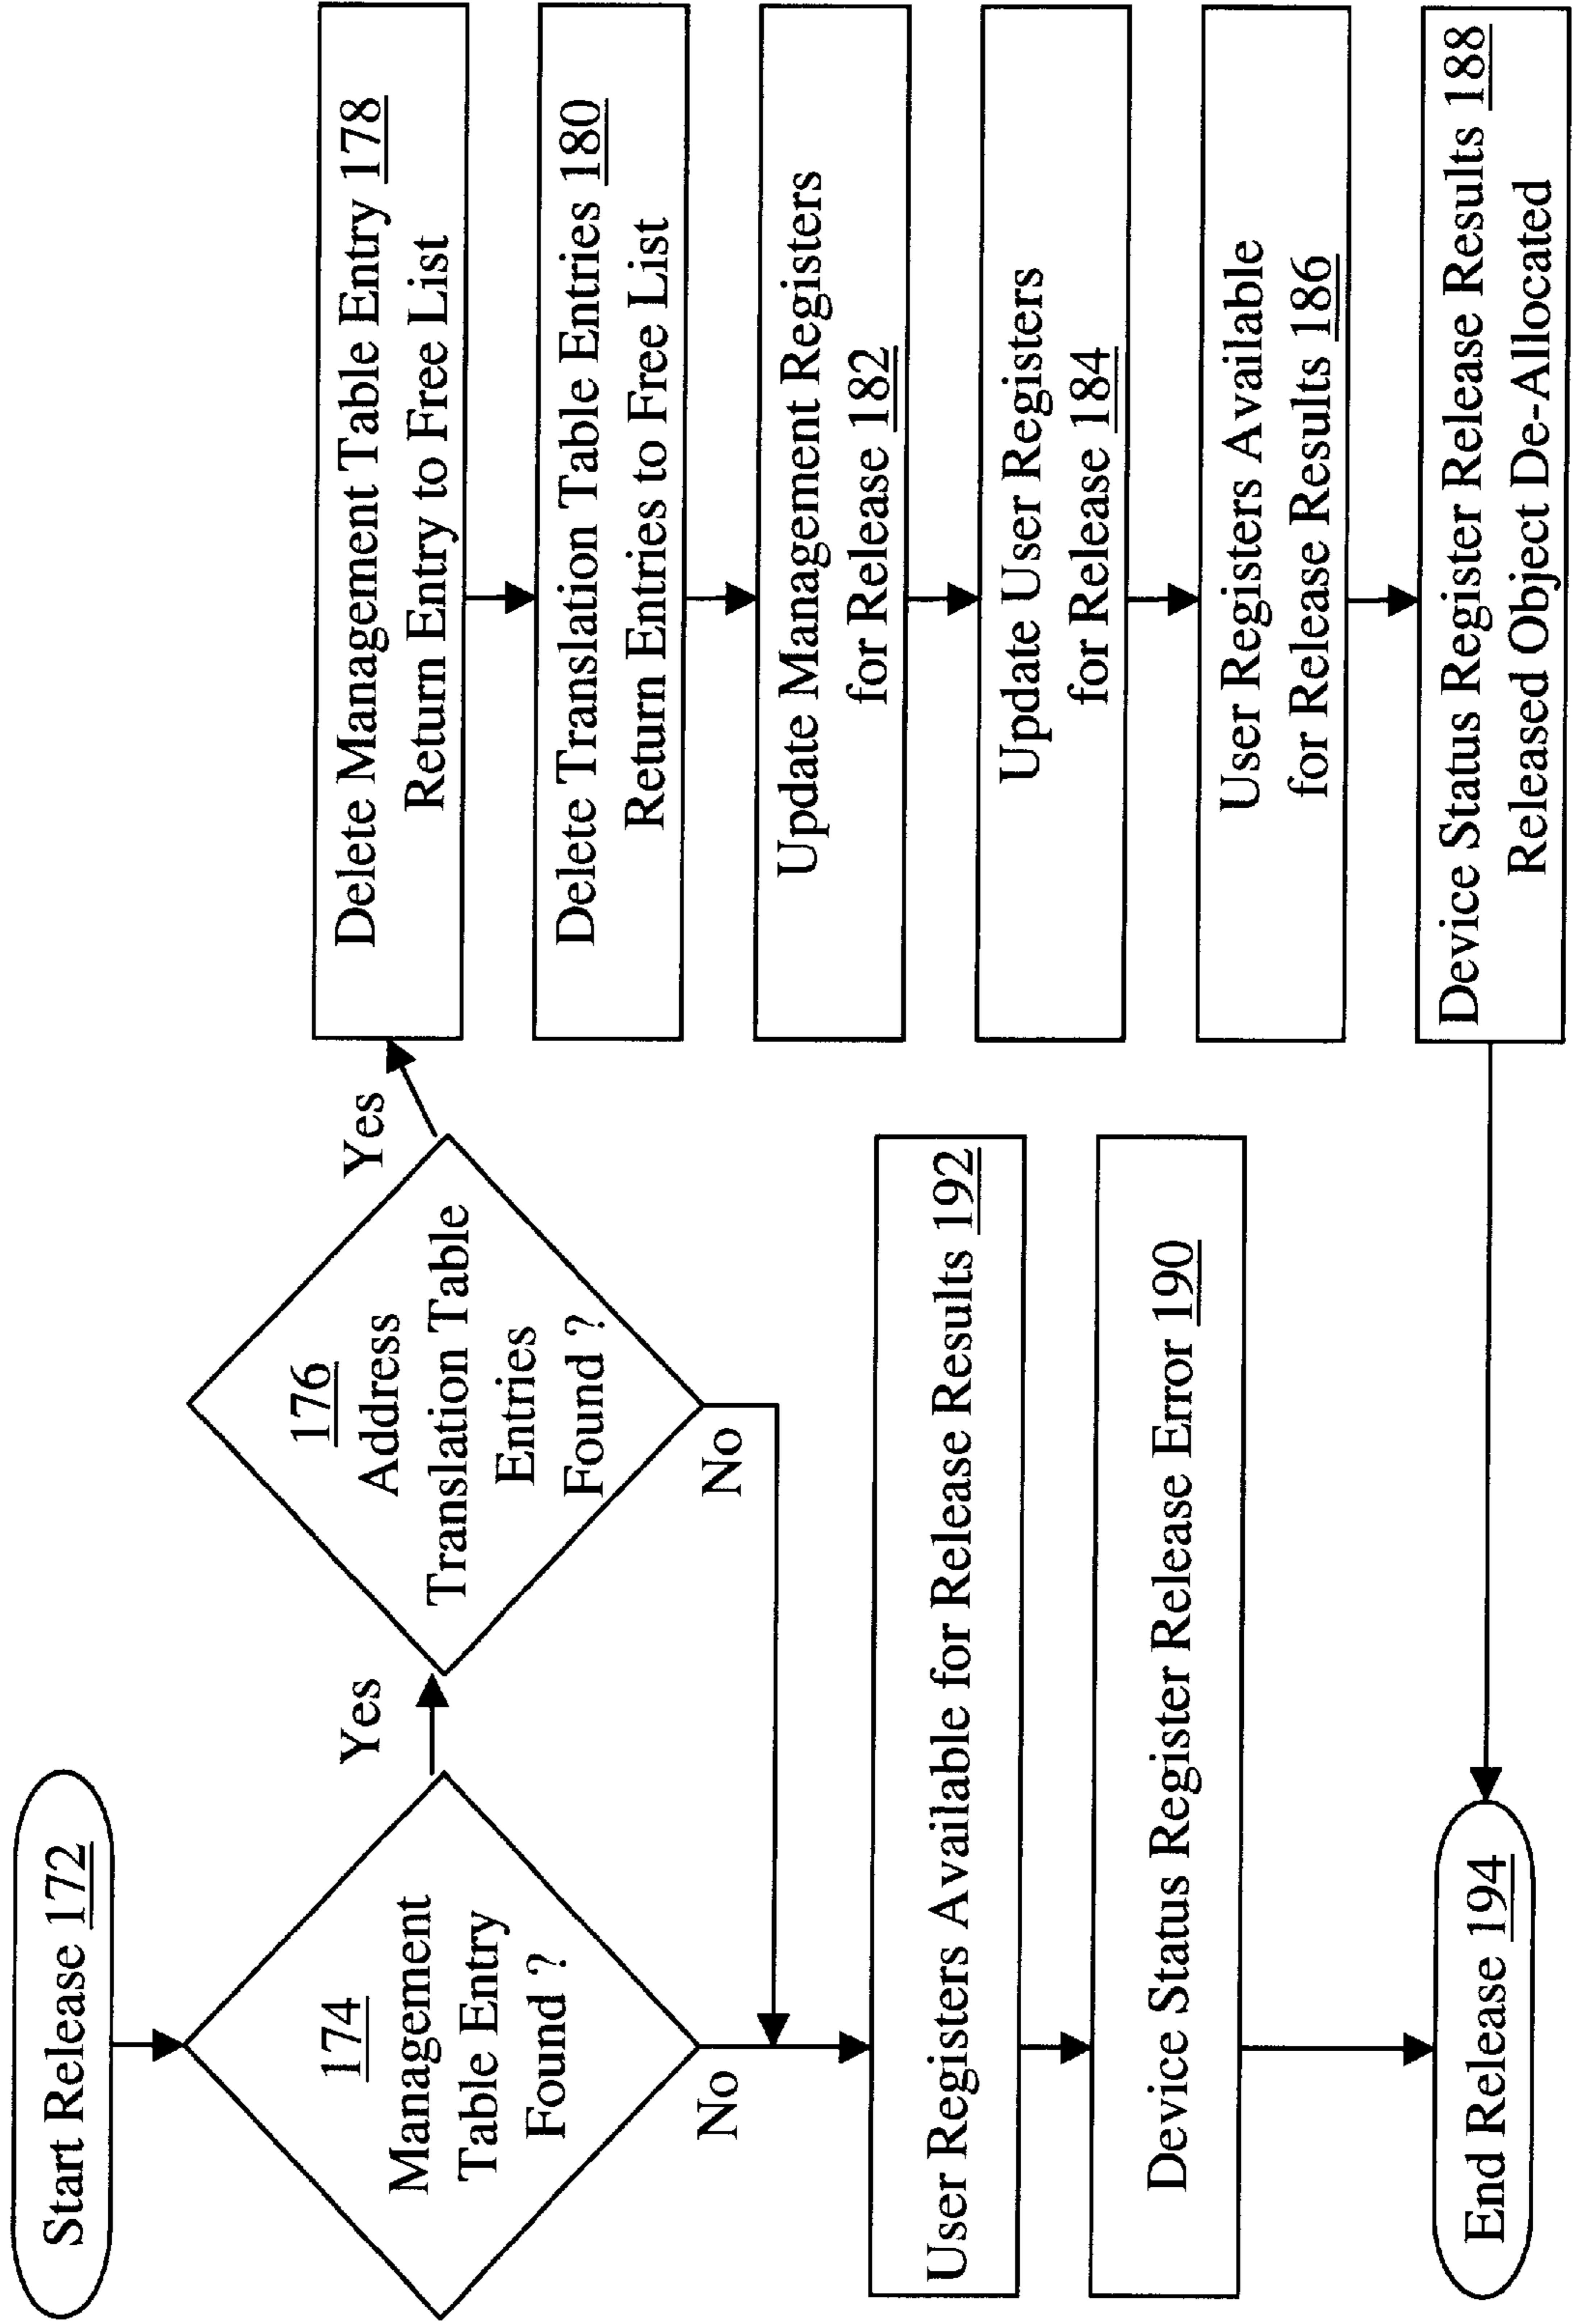 Start Release 172
174
Management
Table Entry
Found ?
Yes
No
176
Address
Translation Table
Entries
Found ?
Yes
No
Delete Management Table Entry 178
Return Entry to Free List
Delete Translation Table Entries 180
Return Entries to Free List
Update Management Registers
for Release 182
Update User Registers
for Release 184
User Registers Available
for Release Results 186
Device Status Register Release Results 188
Released Object De-Allocated
User Registers Available for Release Results 192
Device Status Register Release Error 190
End Release 194